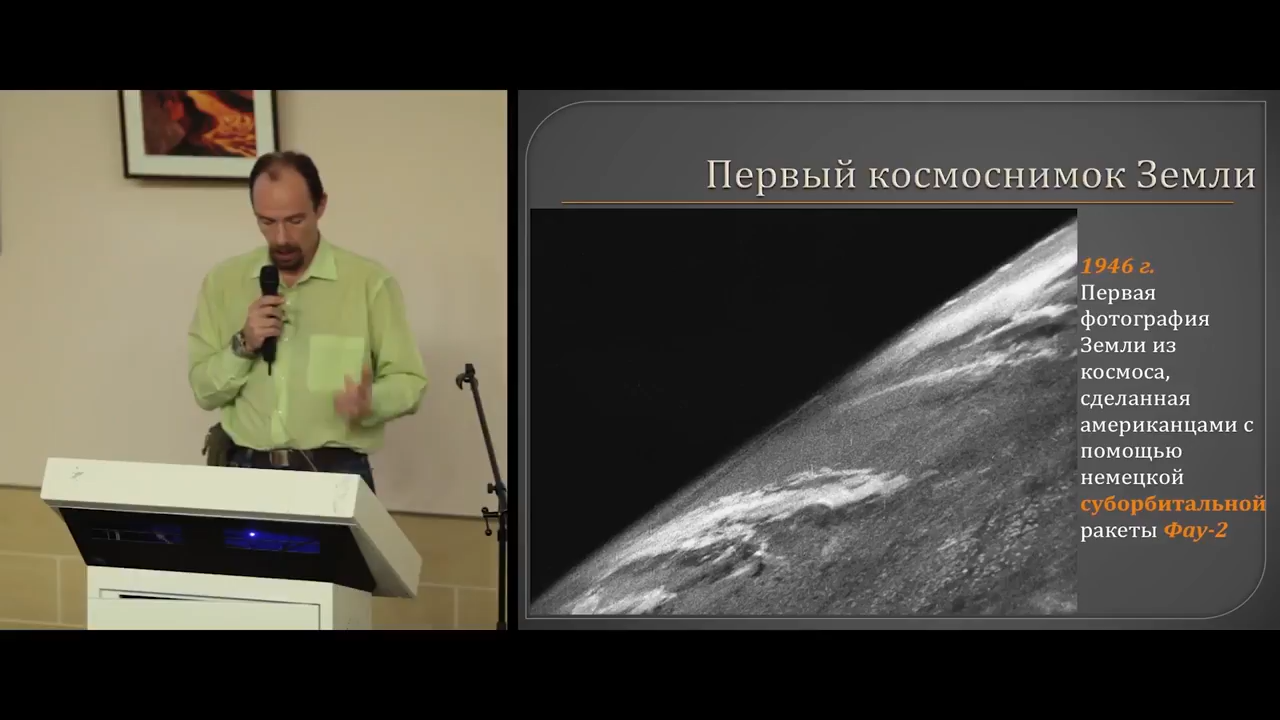 Первый космоснимок Земли
1946 г.
Первая
фотография
Земли из
космоса,
сделанная
американцами с
помощью
немецкой
суборбитальной
ракеты Фау-2